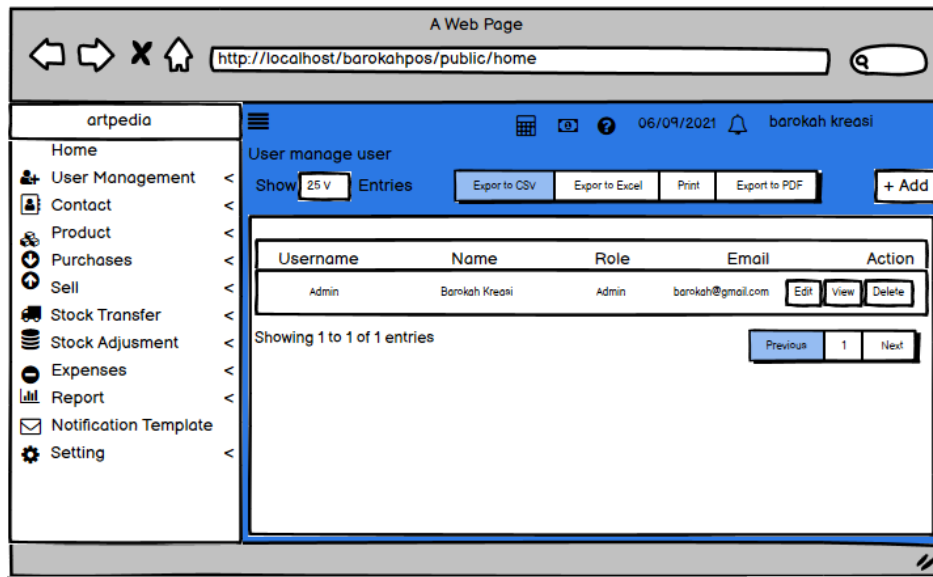 A Web Page
http://localhost/barokahpos/public/home
artpedia
Home
User Management <
Contact <
Product <
Purchases <
Sell <
Stock Transfer <
Stock Adjusment <
Expenses <
Report <
Notification Template
Setting <
06/09/2021 barokah kreasi
User manage user
Show 25 V Entries Expor to CSV Expor to Excel Print Export to PDF + Add
Username Name Role Email Action
Admin Barokah Kreasi Admin barokah@gmail.com Edit View Delete
Showing 1 to 1 of 1 entries
Previous 1 Next